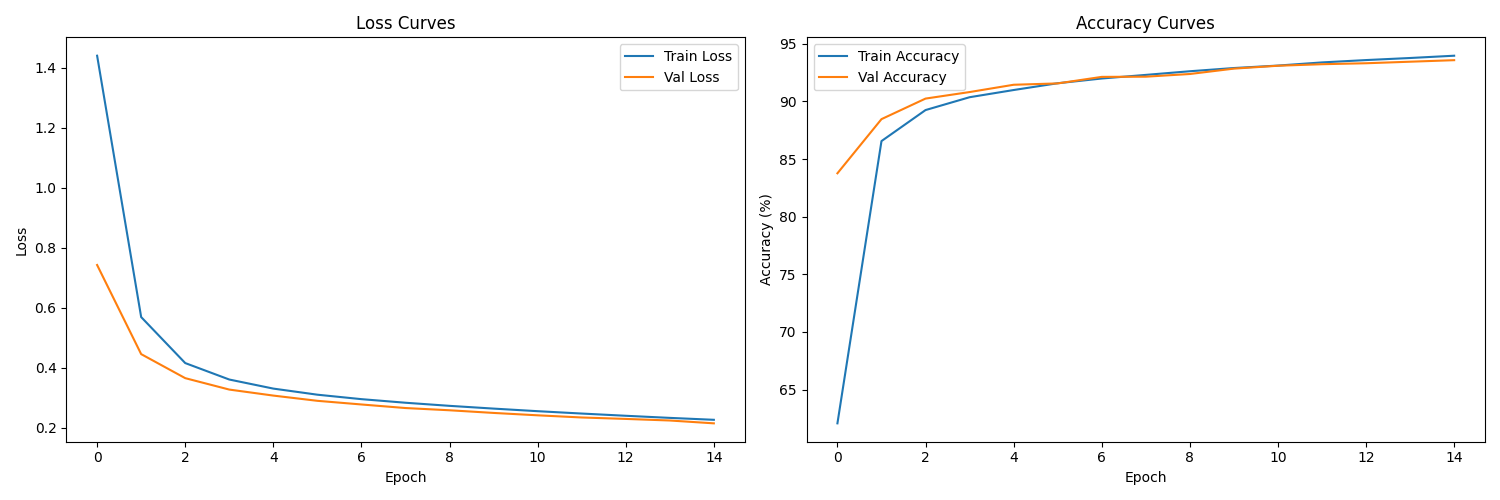 Loss Curves
1.4
1.2
1.0
0.8
0.6
0.4
0.2
Loss
0 2 4 6 8 10 12 14
Epoch
Train Loss
Val Loss
Accuracy Curves
95
90
85
80
75
70
65
Accuracy (%)
0 2 4 6 8 10 12 14
Epoch
Train Accuracy
Val Accuracy